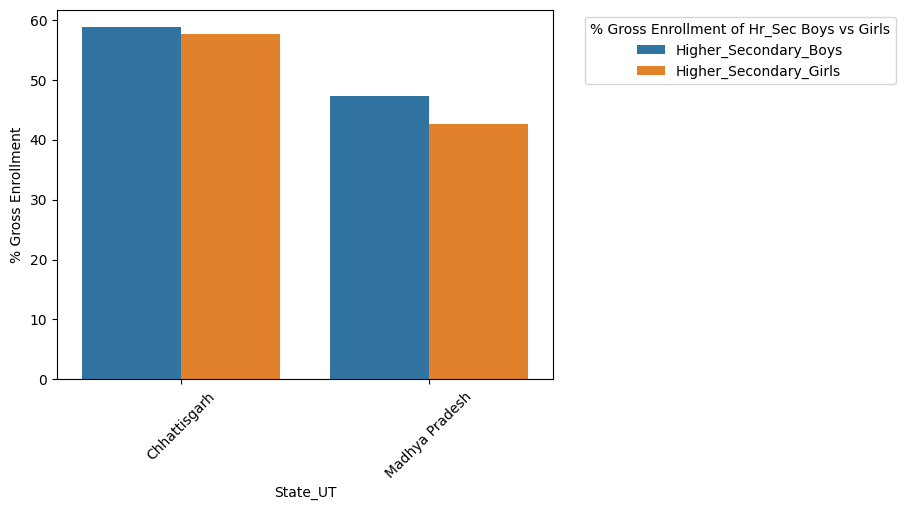 % Gross Enrollment of Hr_Sec Boys vs Girls
Higher_Secondary_Boys
Higher_Secondary_Girls
% Gross Enrollment
60
50
40
30
20
10
0
Chhattisgarh
Madhya Pradesh
State_UT